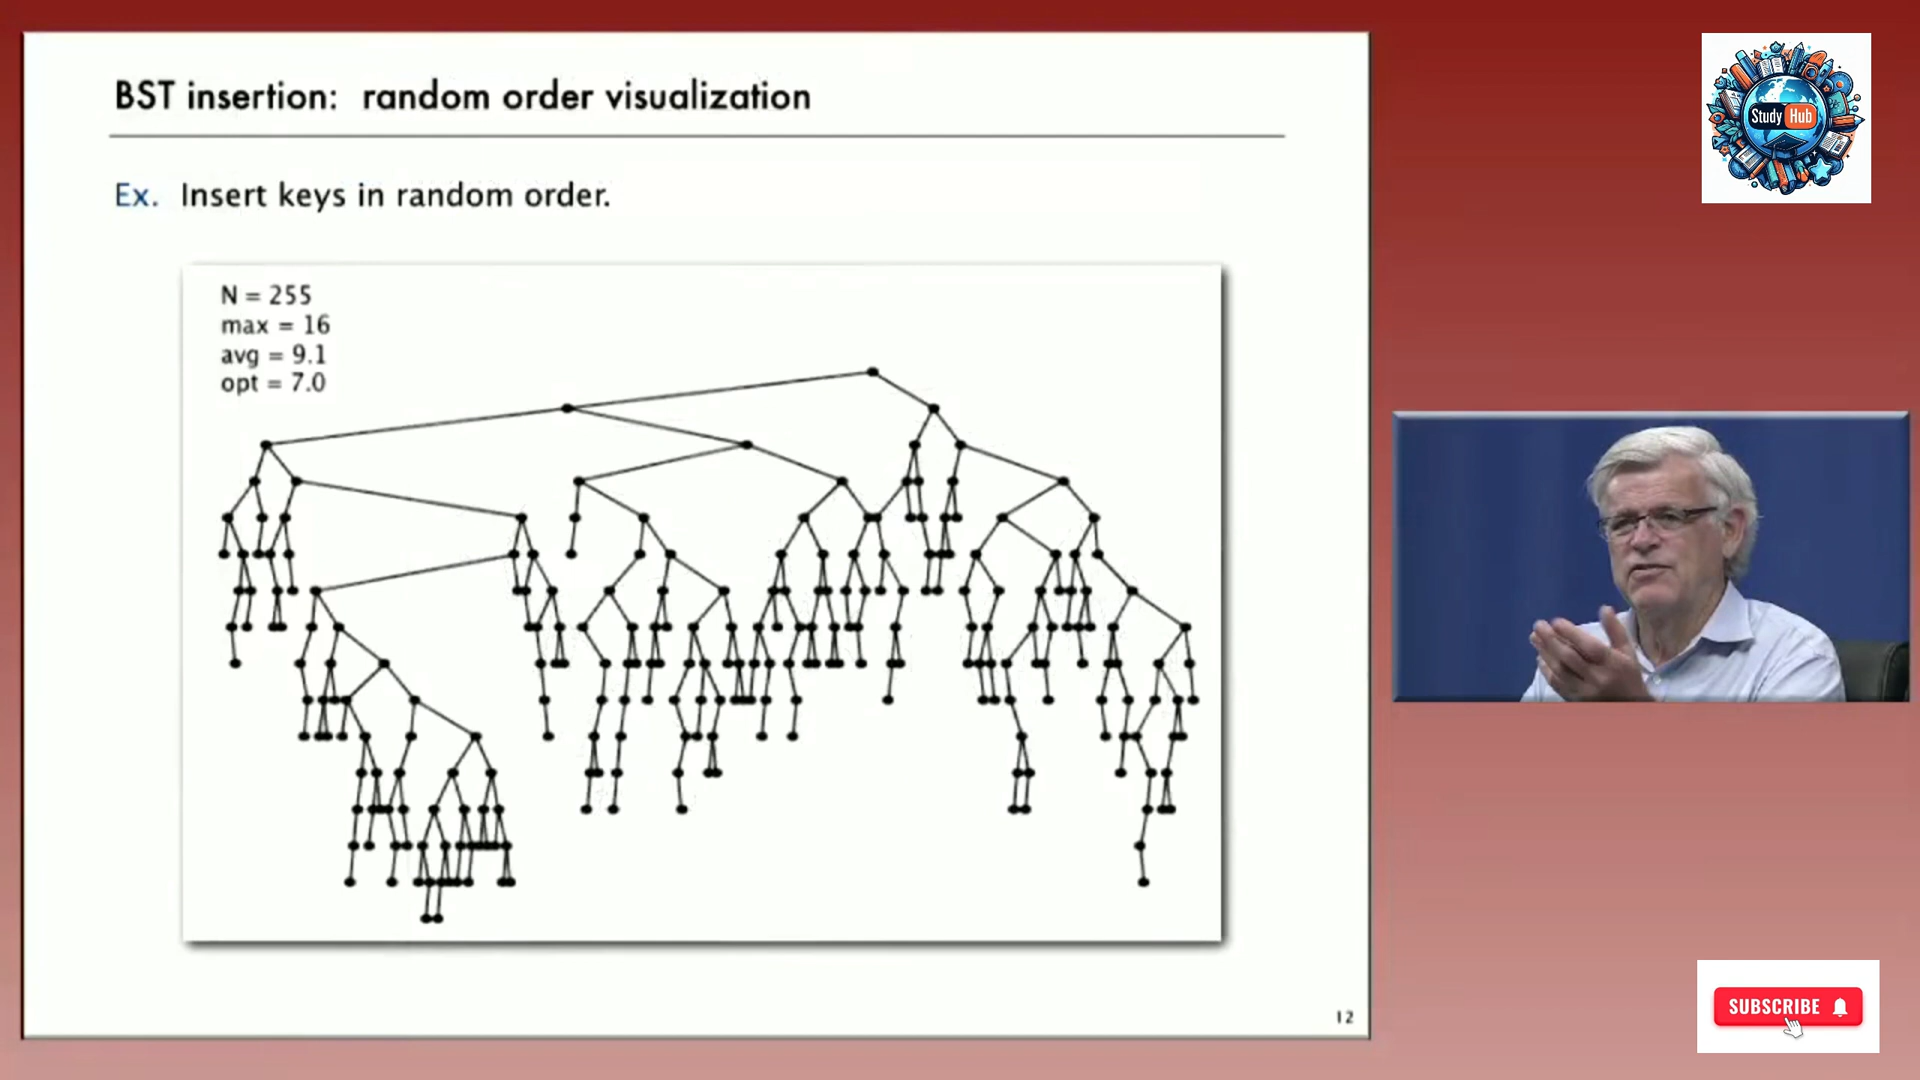 BST insertion: random order visualization
Ex. Insert keys in random order.
N = 255
max = 16
avg = 9.1
opt = 7.0
12
Study Hub
SUBSCRIBE